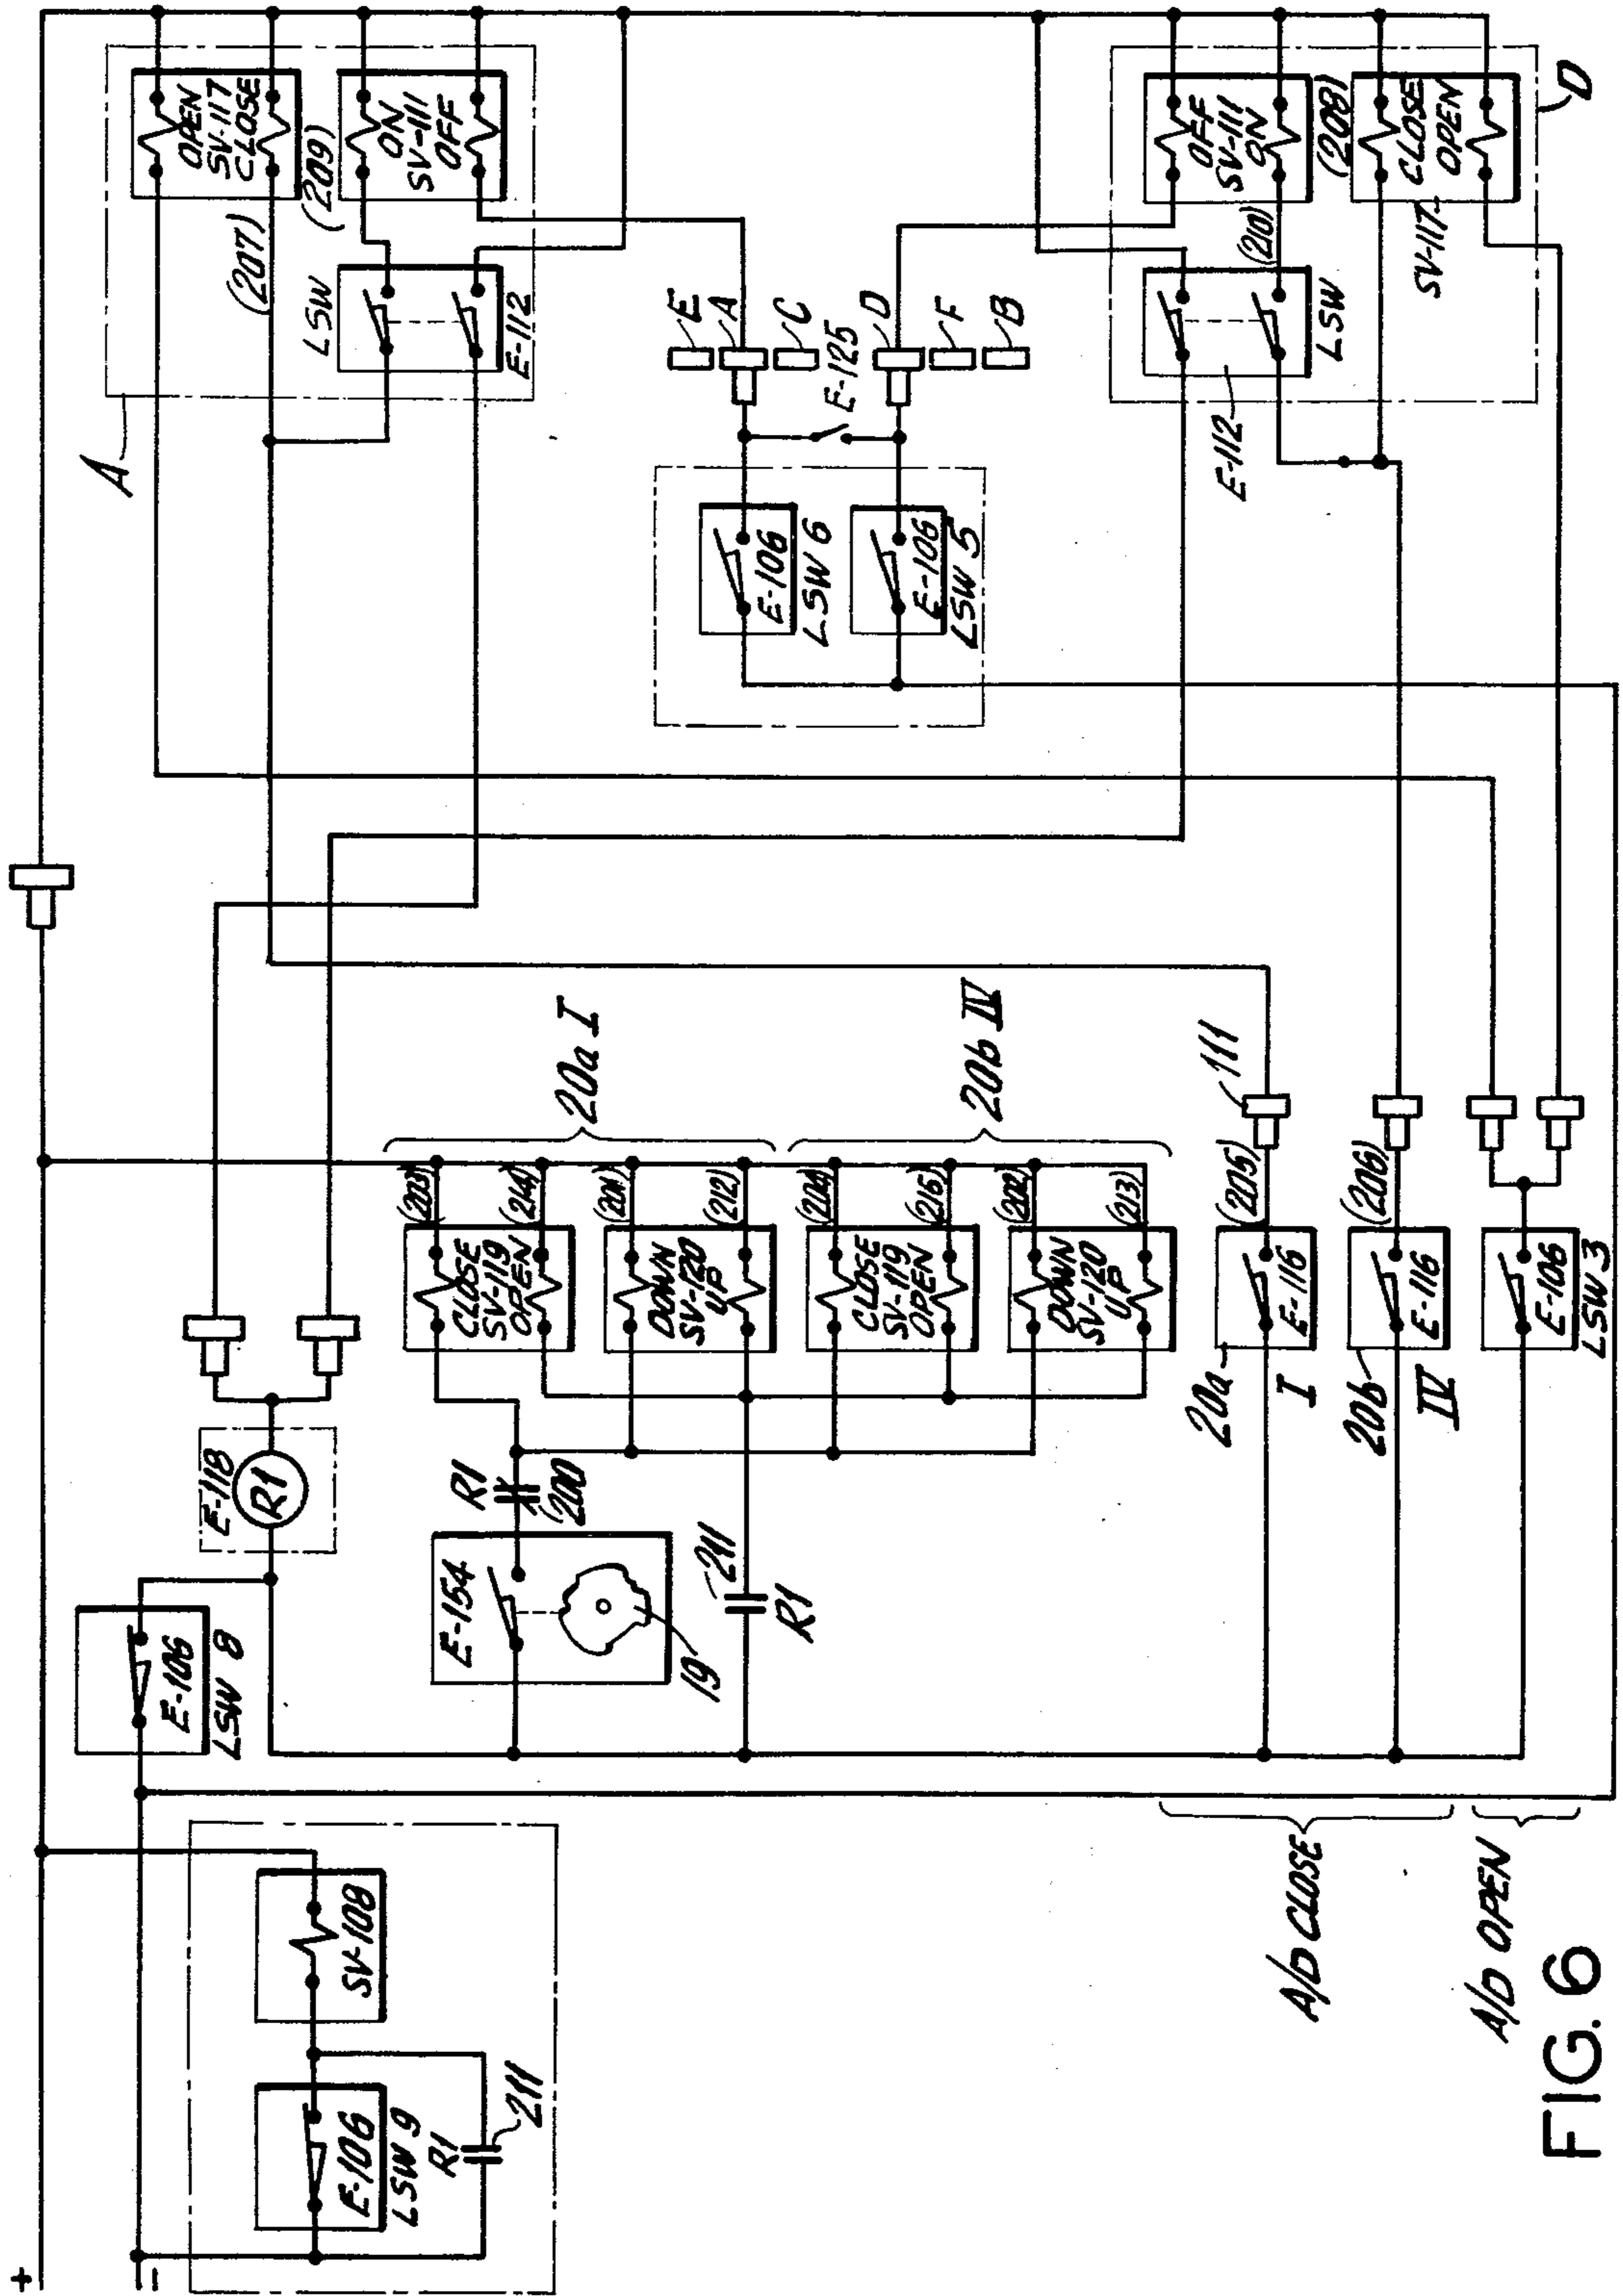 +
-
E-106
LSW 9
R1
211
SV-108
E-106
LSW 8
E-118
R1
E-154
19
R1
200
211
R1
CLOSE
SV-119
OPEN
(203)
(214)
DOWN
SV-120
UP
(201)
(212)
20a I
CLOSE
SV-119
OPEN
(204)
(215)
DOWN
SV-120
UP
(202)
(213)
20b IV
20a
I
E-116
(205)
111
20b
IV
E-116
(206)
E-106
LSW 3
A/D CLOSE
A/D OPEN
A
OPEN
SV-117
CLOSE
(207)
(209)
ON
SV-111
OFF
LSW
E-112
E
A
C
E-125
D
F
B
E-106
LSW 6
E-106
LSW 5
OFF
SV-111
ON
(210)
(208)
LSW
E-112
CLOSE
OPEN
SV-117
D
FIG. 6